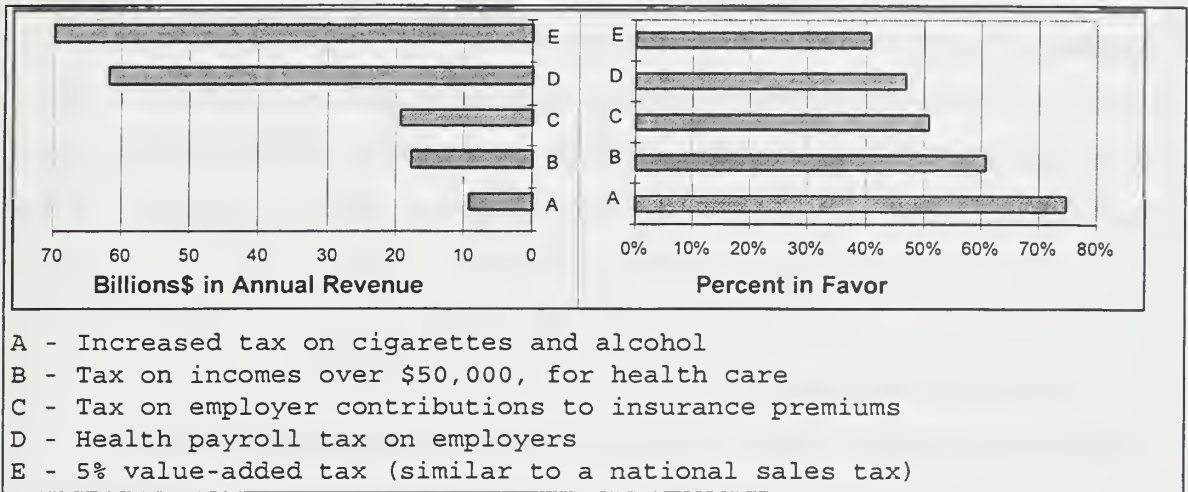 E
D
C
B
A
70 60 50 40 30 20 10 0
Billions$ in Annual Revenue
E
D
C
B
A
0% 10% 20% 30% 40% 50% 60% 70% 80%
Percent in Favor
A - Increased tax on cigarettes and alcohol
B - Tax on incomes over $50,000, for health care
C - Tax on employer contributions to insurance premiums
D - Health payroll tax on employers
E - 5% value-added tax (similar to a national sales tax)